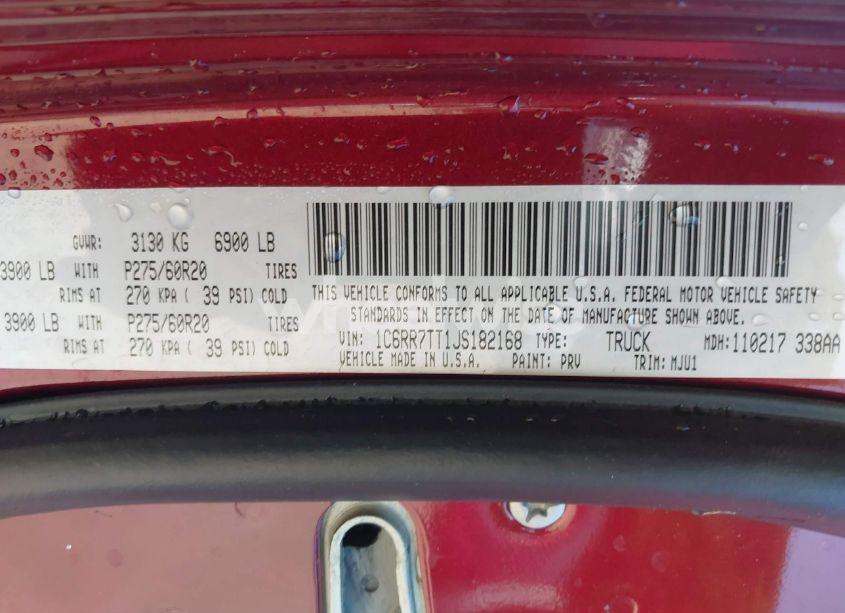 GVWR: 3130 KG 6900 LB
3900 LB WITH P275/60R20 TIRES
RIMS AT 270 KPA ( 39 PSI) COLD
3900 LB WITH P275/60R20 TIRES
RIMS AT 270 KPA ( 39 PSI) COLD
THIS VEHICLE CONFORMS TO ALL APPLICABLE U.S.A. FEDERAL MOTOR VEHICLE SAFETY
STANDARDS IN EFFECT ON THE DATE OF MANUFACTURE SHOWN ABOVE.
VIN: 1C6RR7TT1JS182168 TYPE: TRUCK MDH:110217 338AA
VEHICLE MADE IN U.S.A. PAINT: PRV TRIM: MJU1